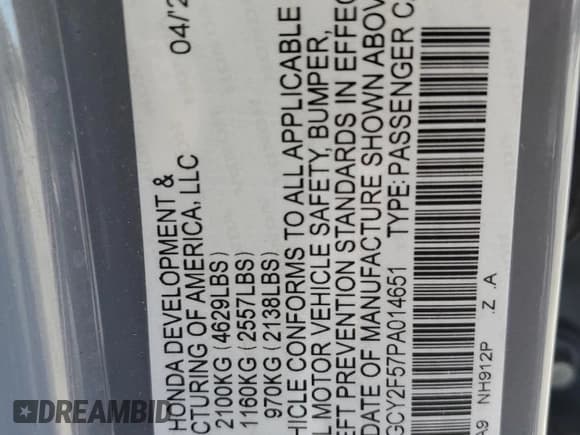 HONDA DEVELOPMENT &
CTURING OF AMERICA, LLC
04/2
2100KG (4629LBS)
1160KG (2557LBS)
970KG (2138LBS)
HICLE CONFORMS TO ALL APPLICABLE
L MOTOR VEHICLE SAFETY, BUMPER,
EFT PREVENTION STANDARDS IN EFFEC
DATE OF MANUFACTURE SHOWN ABOV
GCY2F57PA014651 TYPE: PASSENGER CA
A9 NH912P .Z .A
DREAMBID